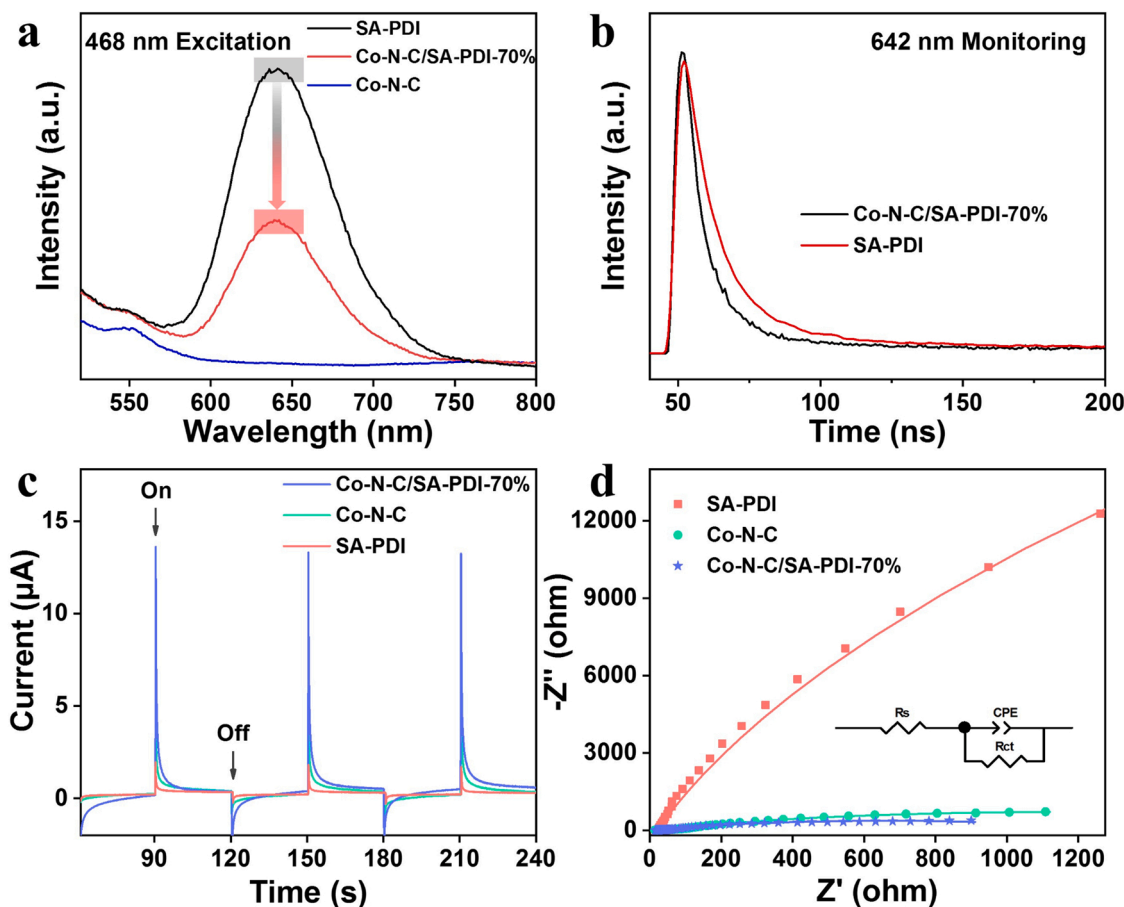 a
468 nm Excitation
SA-PDI
Co-N-C/SA-PDI-70%
Co-N-C
Intensity (a.u.)
550 600 650 700 750 800
Wavelength (nm)
b
642 nm Monitoring
Co-N-C/SA-PDI-70%
SA-PDI
Intensity (a.u.)
50 100 150 200
Time (ns)
c
Co-N-C/SA-PDI-70%
Co-N-C
SA-PDI
On
Off
15
10
5
0
Current (μA)
90 120 150 180 210 240
Time (s)
d
SA-PDI
Co-N-C
Co-N-C/SA-PDI-70%
12000
9000
6000
3000
0
-Z'' (ohm)
Rs
CPE
Rct
0 200 400 600 800 1000 1200
Z' (ohm)